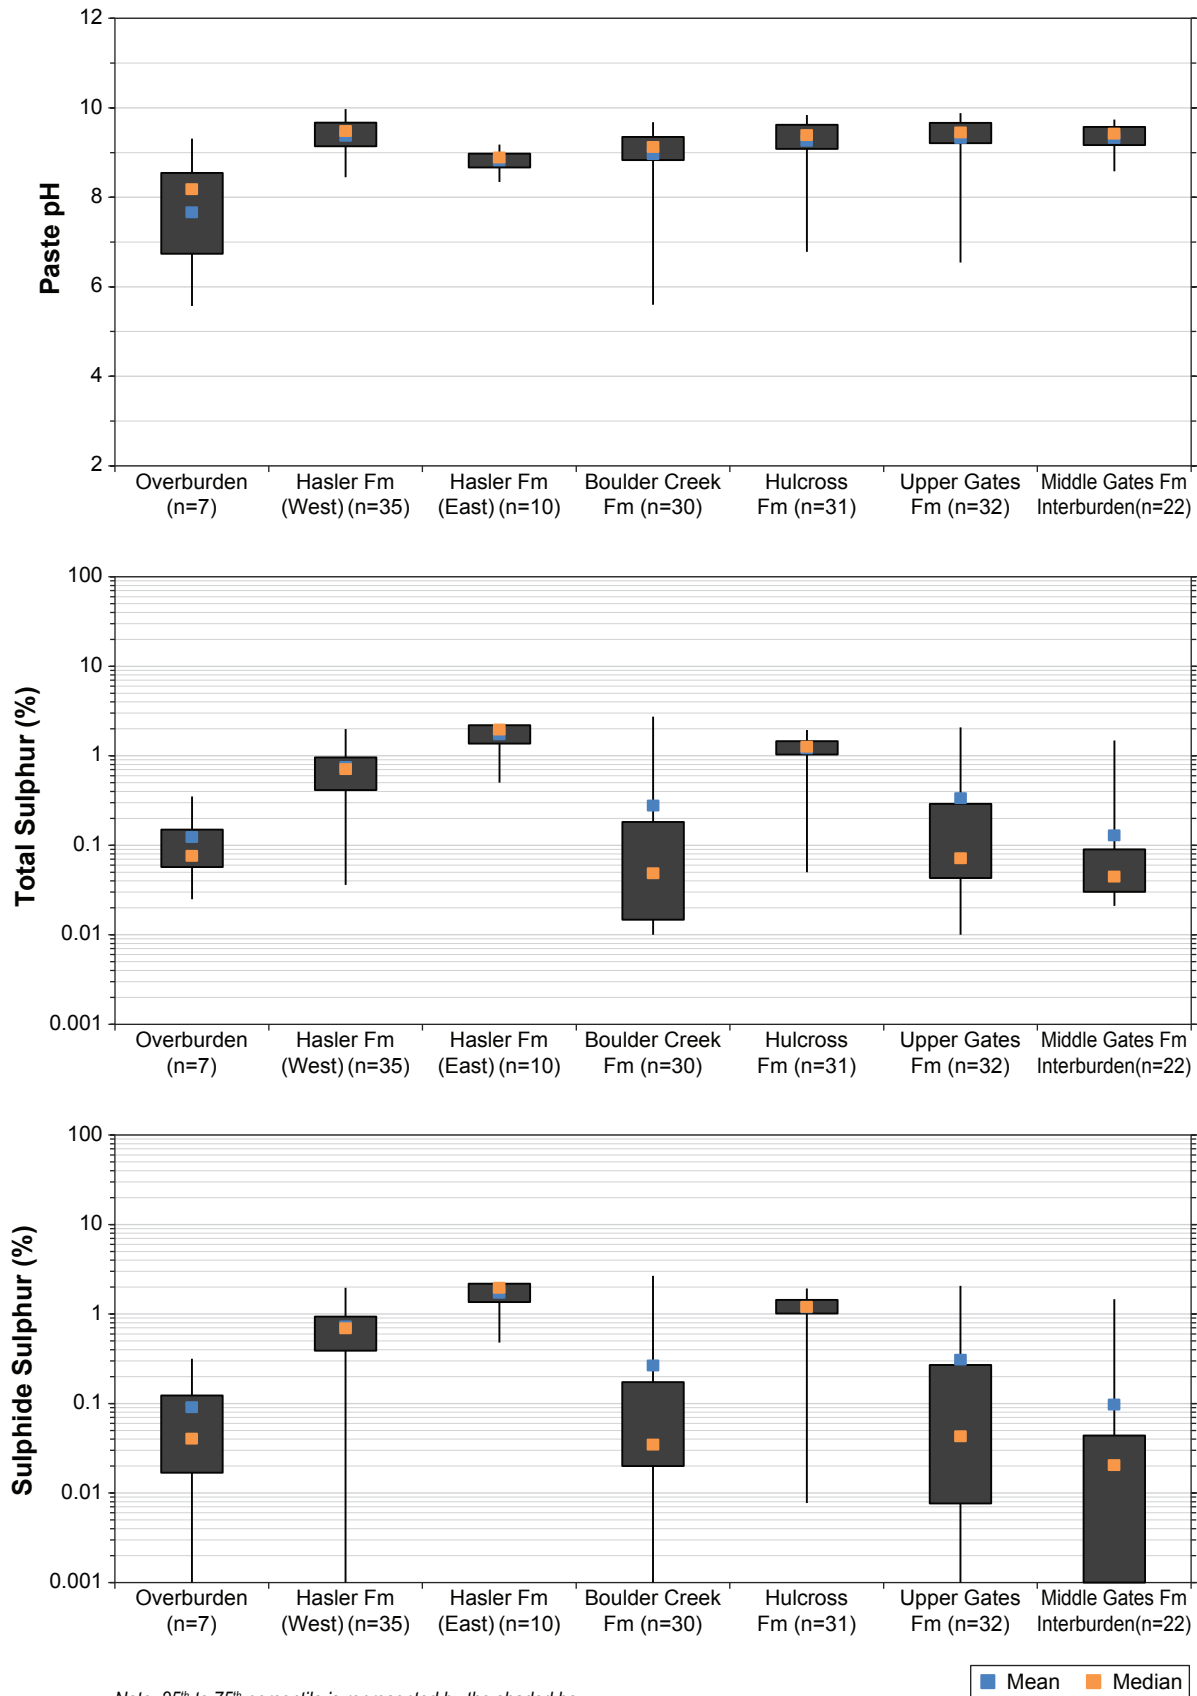 12
10
8
6
4
2
Paste pH
Overburden (n=7)
Hasler Fm (West) (n=35)
Hasler Fm (East) (n=10)
Boulder Creek Fm (n=30)
Hulcross Fm (n=31)
Upper Gates Fm (n=32)
Middle Gates Fm Interburden(n=22)
100
10
1
0.1
0.01
0.001
Total Sulphur (%)
Overburden (n=7)
Hasler Fm (West) (n=35)
Hasler Fm (East) (n=10)
Boulder Creek Fm (n=30)
Hulcross Fm (n=31)
Upper Gates Fm (n=32)
Middle Gates Fm Interburden(n=22)
100
10
1
0.1
0.01
0.001
Sulphide Sulphur (%)
Overburden (n=7)
Hasler Fm (West) (n=35)
Hasler Fm (East) (n=10)
Boulder Creek Fm (n=30)
Hulcross Fm (n=31)
Upper Gates Fm (n=32)
Middle Gates Fm Interburden(n=22)
Mean Median